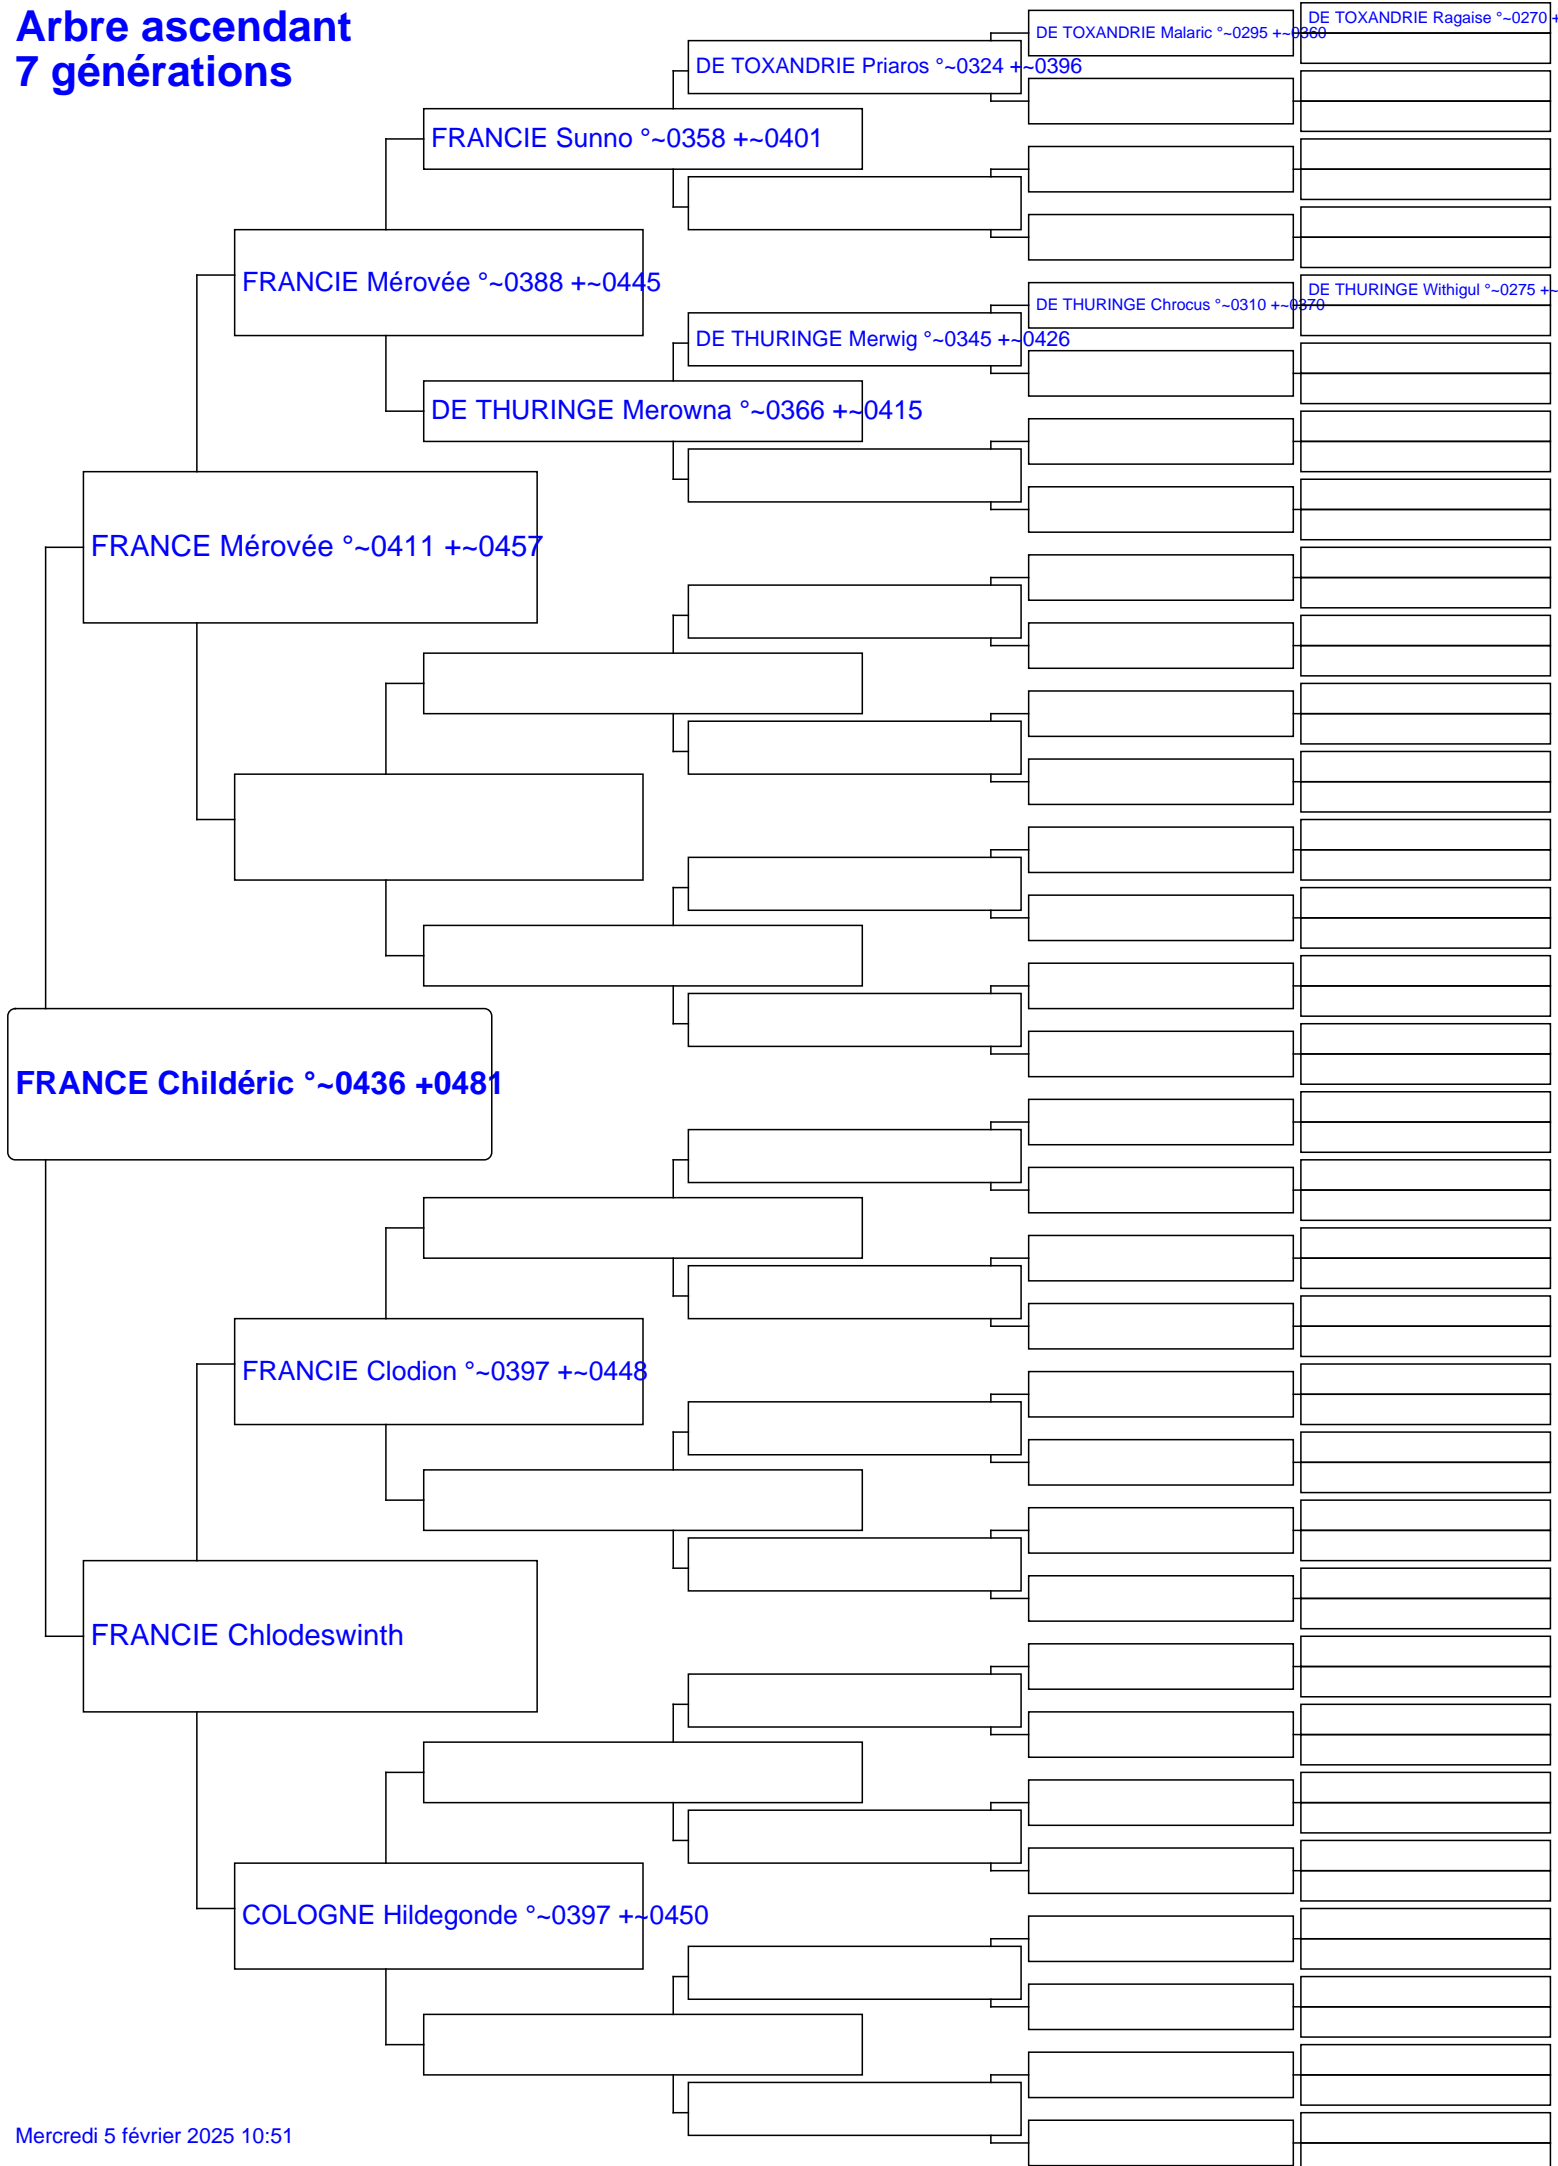 Arbre ascendant
7 générations
DE TOXANDRIE Ragaise °~0270 +
DE TOXANDRIE Malaric °~0295 +~0360
DE TOXANDRIE Priaros °~0324 +~0396
FRANCIE Sunno °~0358 +~0401
FRANCIE Mérovée °~0388 +~0445
DE THURINGE Withigul °~0275 +~
DE THURINGE Chrocus °~0310 +~0370
DE THURINGE Merwig °~0345 +~0426
DE THURINGE Merowna °~0366 +~0415
FRANCE Mérovée °~0411 +~0457
FRANCE Childéric °~0436 +0481
FRANCIE Clodion °~0397 +~0448
FRANCIE Chlodeswinth
COLOGNE Hildegonde °~0397 +~0450
Mercredi 5 février 2025 10:51